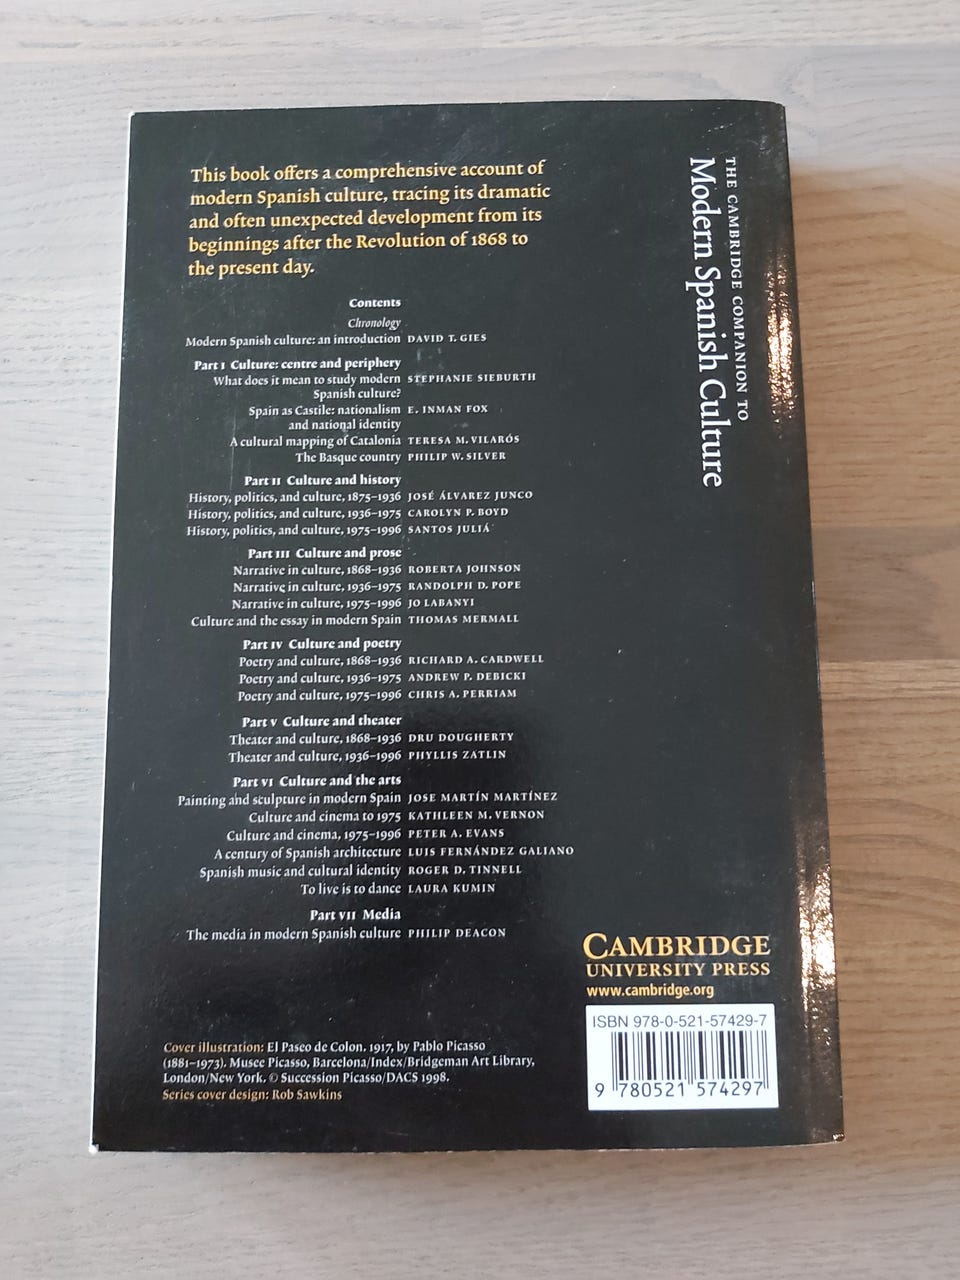 This book offers a comprehensive account of
modern Spanish culture, tracing its dramatic
and often unexpected development from its
beginnings after the Revolution of 1868 to
the present day.
Contents
Chronology
Modern Spanish culture: an introduction DAVID T. GIES
Part I Culture: centre and periphery
What does it mean to study modern STEPHANIE SIEBURTH
Spanish culture?
Spain as Castile: nationalism E. INMAN FOX
and national identity
A cultural mapping of Catalonia TERESA M. VILARÓS
The Basque country PHILIP W. SILVER
Part II Culture and history
History, politics, and culture, 1875–1936 JOSÉ ÁLVAREZ JUNCO
History, politics, and culture, 1936–1975 CAROLYN P. BOYD
History, politics, and culture, 1975–1996 SANTOS JULIÁ
Part III Culture and prose
Narrative in culture, 1868–1936 ROBERTA JOHNSON
Narrative in culture, 1936–1975 RANDOLPH D. POPE
Narrative in culture, 1975–1996 JO LABANYI
Culture and the essay in modern Spain THOMAS MERMALL
Part IV Culture and poetry
Poetry and culture, 1868–1936 RICHARD A. CARDWELL
Poetry and culture, 1936–1975 ANDREW P. DEBICKI
Poetry and culture, 1975–1996 CHRIS A. PERRIAM
Part V Culture and theater
Theater and culture, 1868–1936 DRU DOUGHERTY
Theater and culture, 1936–1996 PHYLLIS ZATLIN
Part VI Culture and the arts
Painting and sculpture in modern Spain JOSE MARTÍN MARTÍNEZ
Culture and cinema to 1975 KATHLEEN M. VERNON
Culture and cinema, 1975–1996 PETER A. EVANS
A century of Spanish architecture LUIS FERNÁNDEZ GALIANO
Spanish music and cultural identity ROGER D. TINNELL
To live is to dance LAURA KUMIN
Part VII Media
The media in modern Spanish culture PHILIP DEACON
Cover illustration: El Paseo de Colon. 1917, by Pablo Picasso
(1881–1973). Musee Picasso, Barcelona/Index/Bridgeman Art Library,
London/New York. © Succession Picasso/DACS 1998.
Series cover design: Rob Sawkins
THE CAMBRIDGE COMPANION TO
Modern Spanish Culture
CAMBRIDGE
UNIVERSITY PRESS
www.cambridge.org
ISBN 978-0-521-57429-7
9 780521 574297